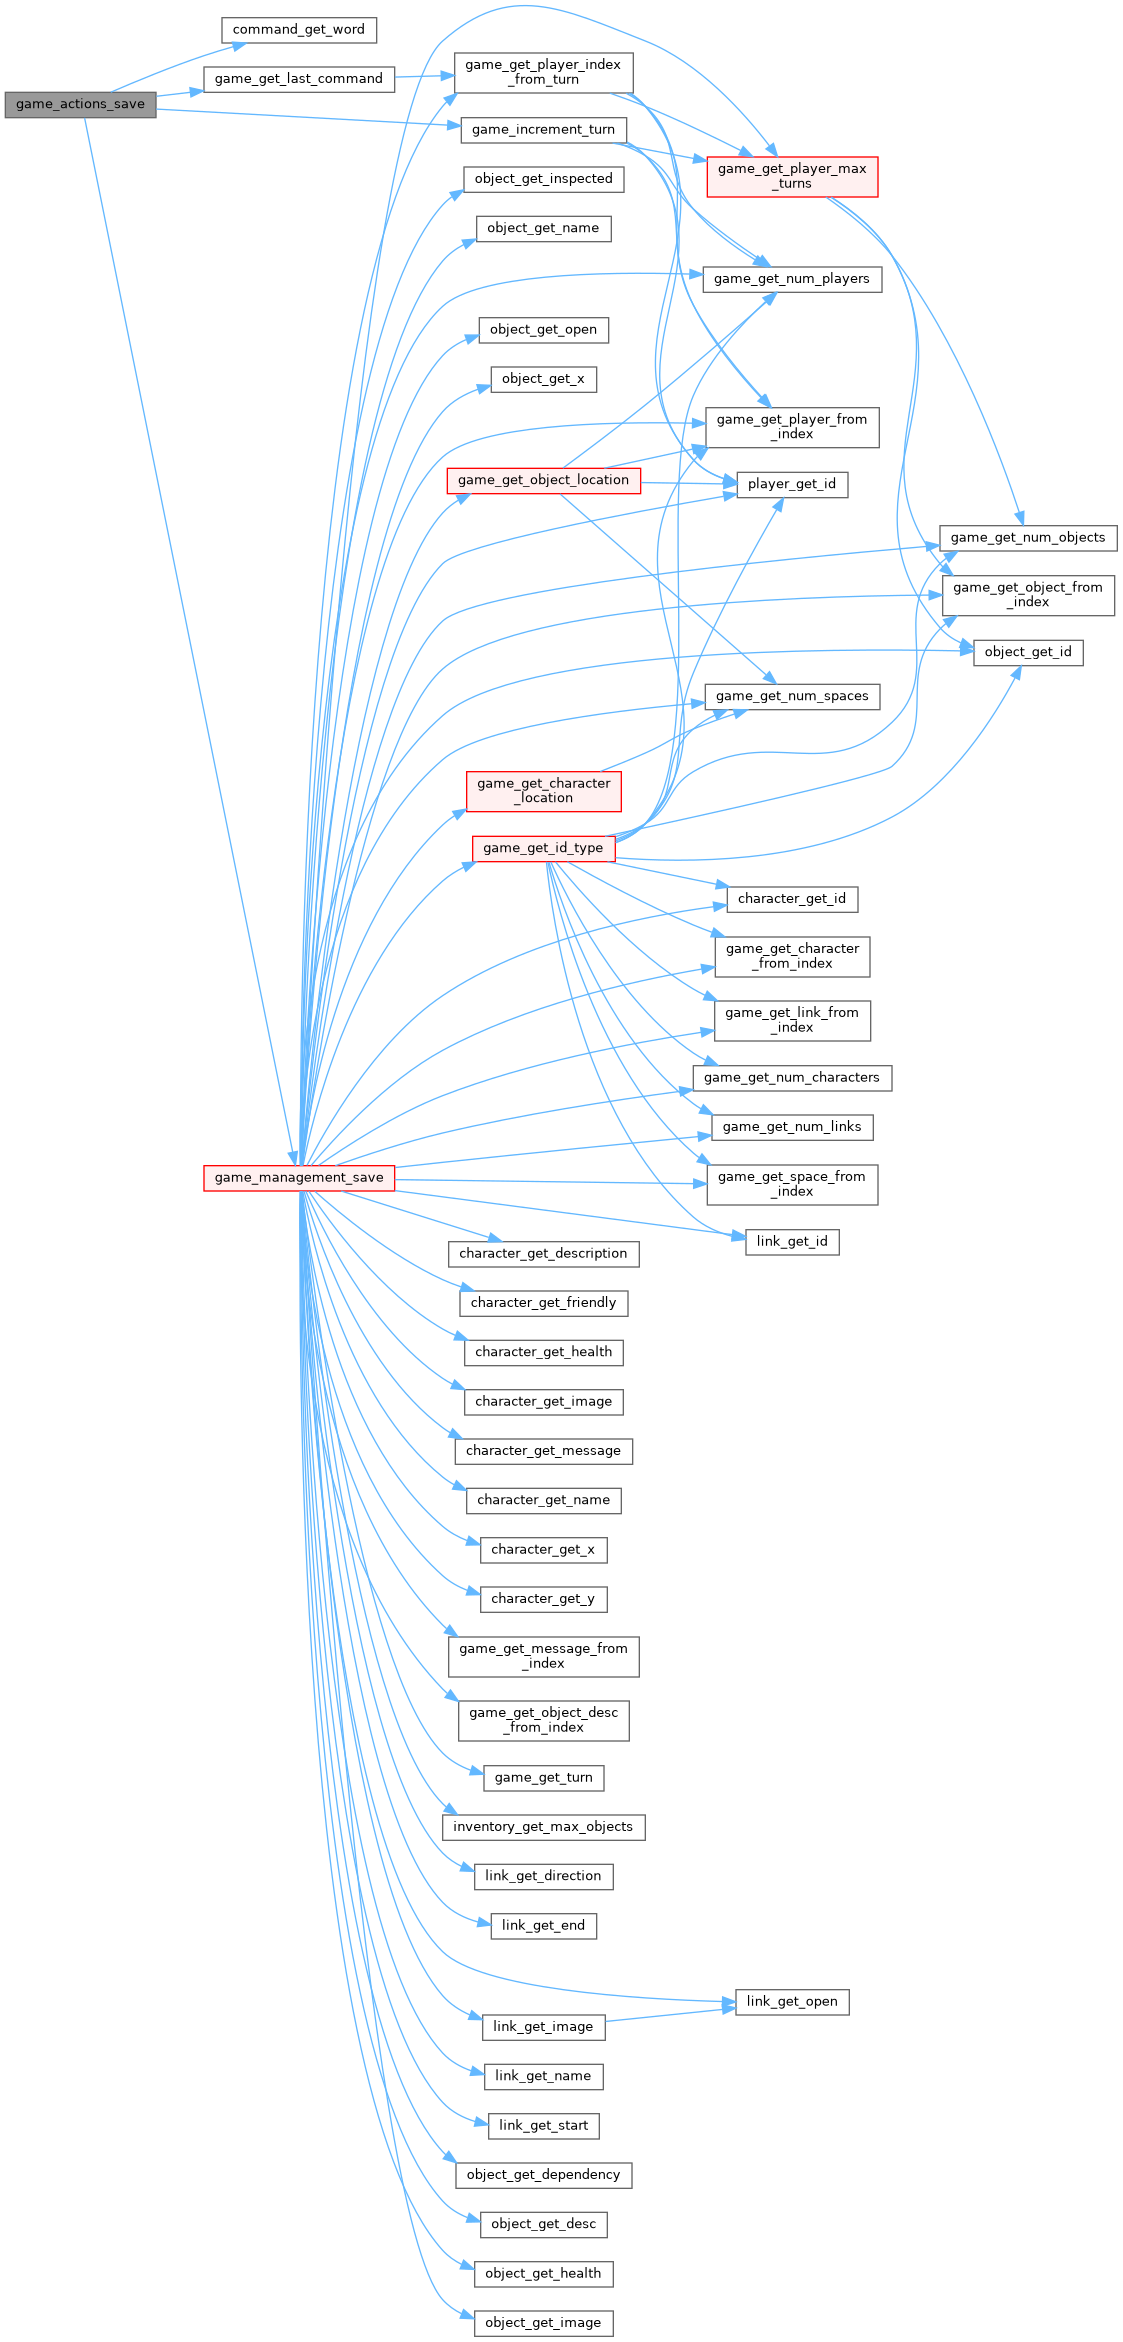 command_get_word
game_get_last_command
game_actions_save
game_get_player_index
_from_turn
game_increment_turn
game_get_player_max
_turns
object_get_inspected
object_get_name
game_get_num_players
object_get_open
object_get_x
game_get_player_from
_index
game_get_object_location
player_get_id
game_get_num_objects
game_get_object_from
_index
object_get_id
game_get_num_spaces
game_get_character
_location
game_get_id_type
character_get_id
game_get_character
_from_index
game_get_link_from
_index
game_get_num_characters
game_get_num_links
game_management_save
game_get_space_from
_index
link_get_id
character_get_description
character_get_friendly
character_get_health
character_get_image
character_get_message
character_get_name
character_get_x
character_get_y
game_get_message_from
_index
game_get_object_desc
_from_index
game_get_turn
inventory_get_max_objects
link_get_direction
link_get_end
link_get_open
link_get_image
link_get_name
link_get_start
object_get_dependency
object_get_desc
object_get_health
object_get_image